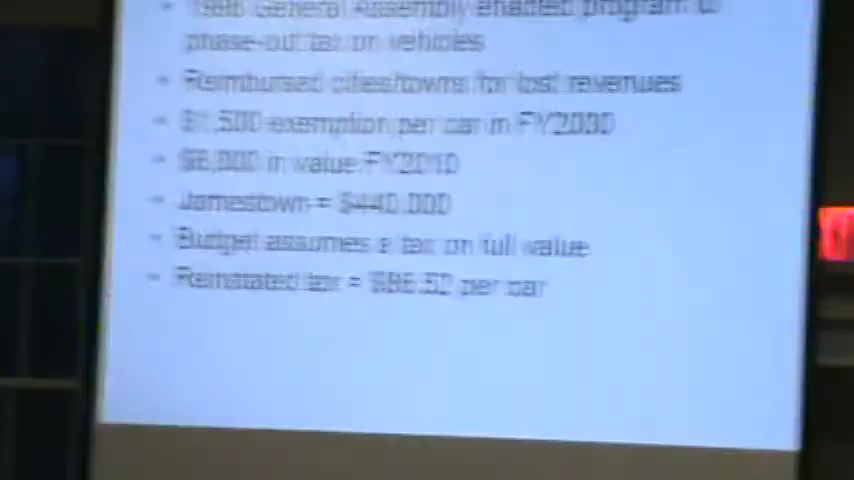 General Assembly enabled program to
phase-out tax on vehicles
- Reimbursed cities/towns for lost revenues
- $1,500 exemption per car in FY2000
- $6,000 in value FY2010
- Jamestown = $440,000
- Budget assumes a tax on full value
- Reinstated tax = per car